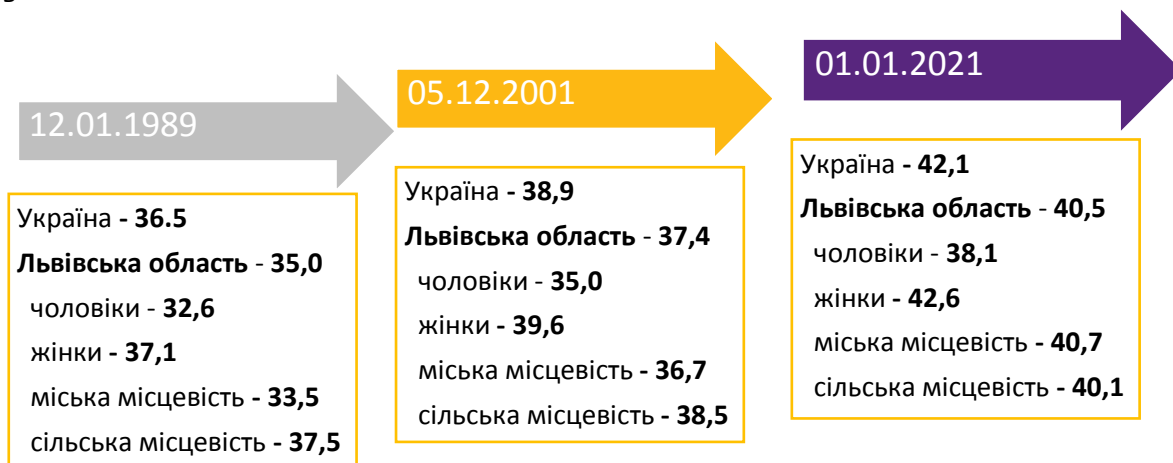 12.01.1989
Україна - 36.5
Львівська область - 35,0
чоловіки - 32,6
жінки - 37,1
міська місцевість - 33,5
сільська місцевість - 37,5
05.12.2001
Україна - 38,9
Львівська область - 37,4
чоловіки - 35,0
жінки - 39,6
міська місцевість - 36,7
сільська місцевість - 38,5
01.01.2021
Україна - 42,1
Львівська область - 40,5
чоловіки - 38,1
жінки - 42,6
міська місцевість - 40,7
сільська місцевість - 40,1